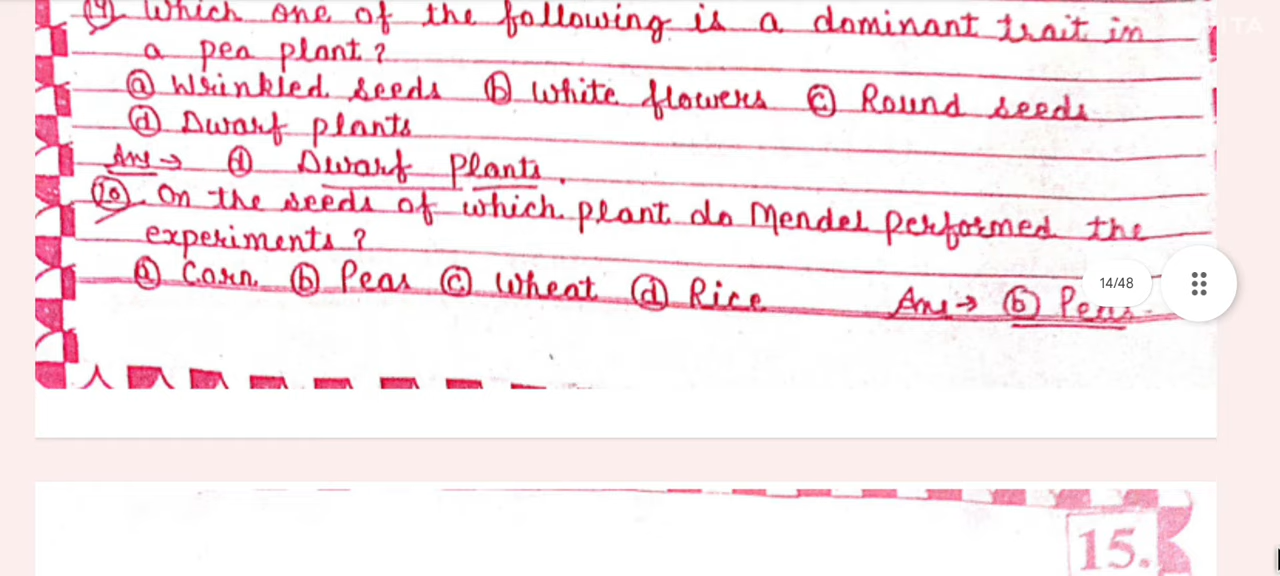 (9) Which one of the following is a dominant trait in
a pea plant?
(a) Wrinkled seeds (b) White flowers (c) Round seeds
(d) Dwarf plants
Ans → (d) Dwarf Plants.
(10) On the seeds of which plant do Mendel performed the
experiments?
(a) Corn (b) Peas (c) Wheat (d) Rice Ans → (b) Peas.
14/48
15.